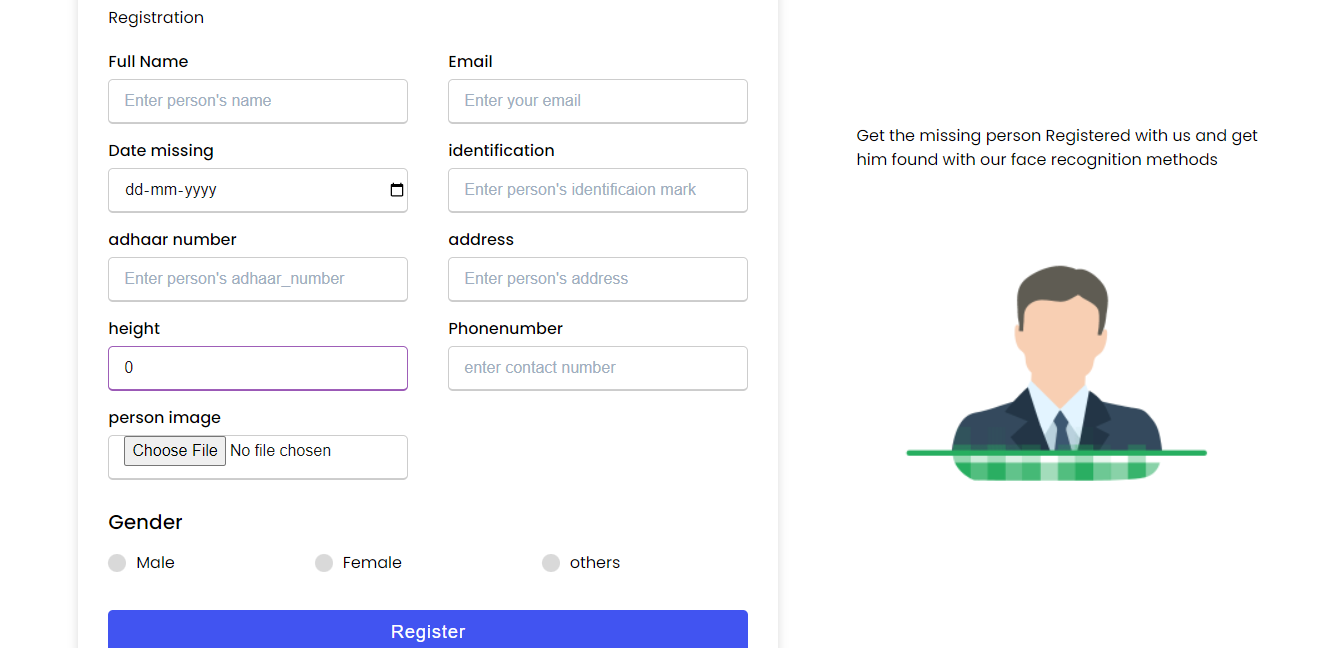 Registration
Full Name
Email
Enter person's name
Enter your email
Date missing
identification
dd-mm-yyyy
Enter person's identificaion mark
adhaar number
address
Enter person's adhaar_number
Enter person's address
height
Phonenumber
0
enter contact number
person image
Choose File No file chosen
Gender
Male
Female
others
Register
Get the missing person Registered with us and get
him found with our face recognition methods